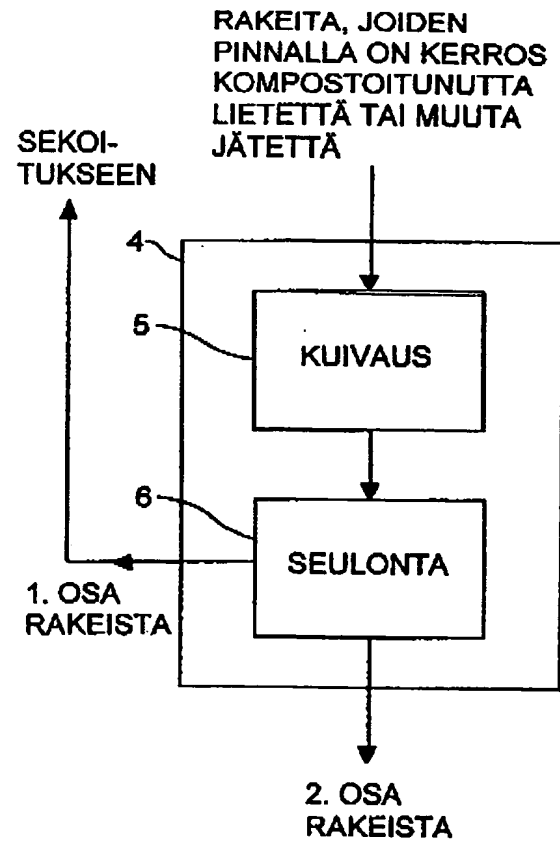 RAKEITA, JOIDEN
PINNALLA ON KERROS
KOMPOSTOITUNUTTA
LIETETTÄ TAI MUUTA
JÄTETTÄ
SEKOI-
TUKSEEN
4
5
KUIVAUS
6
SEULONTA
1. OSA
RAKEISTA
2. OSA
RAKEISTA